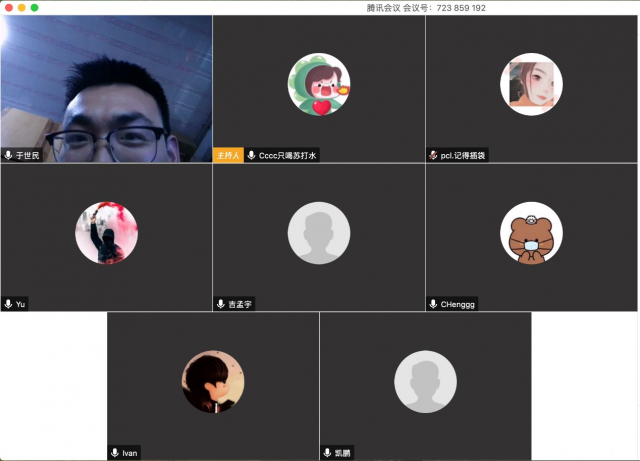 腾讯会议 会议号：723 859 192
于世民
主持人 Cccc只喝苏打水
pcl.记得插袋
Yu
吉孟宇
CHenggg
Ivan
凯鹏